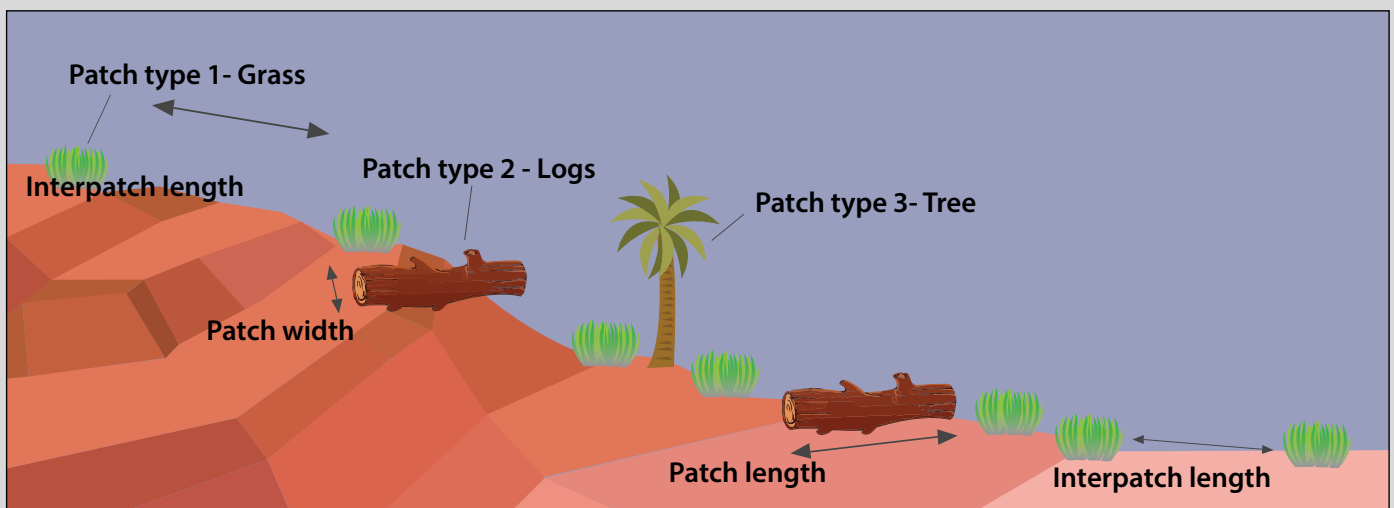 Patch type 1- Grass
Patch type 2 - Logs
Interpatch length
Patch type 3- Tree
Patch width
Patch length
Interpatch length